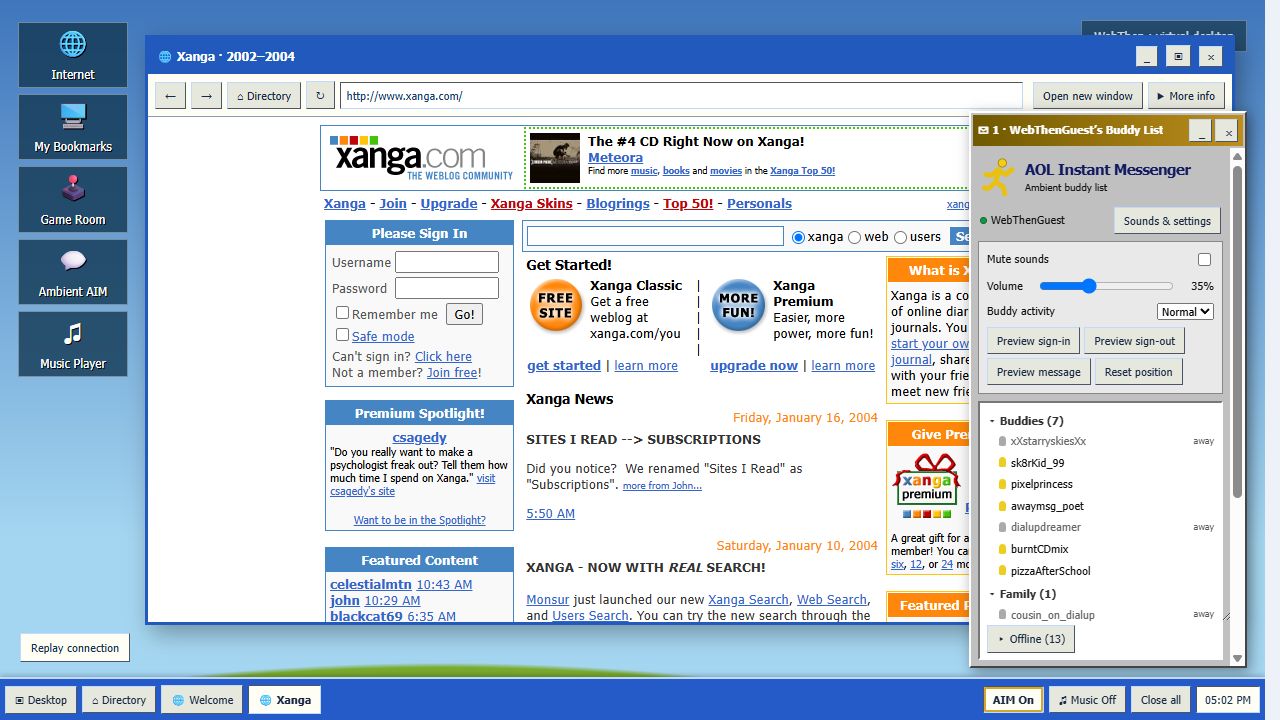 Internet
My Bookmarks
Game Room
Ambient AIM
Music Player
Replay connection
Xanga · 2002–2004
← → ⌂ Directory ↻ http://www.xanga.com/ Open new window ▶ More info
xanga.com
THE WEBLOG COMMUNITY
The #4 CD Right Now on Xanga!
Meteora
Find more music, books and movies in the Xanga Top 50!
Xanga - Join - Upgrade - Xanga Skins - Blogrings - Top 50! - Personals
xang
Please Sign In
Username
Password
Remember me Go!
Safe mode
Can't sign in? Click here
Not a member? Join free!
Premium Spotlight!
csagedy
"Do you really want to make a
psychologist freak out? Tell them how
much time I spend on Xanga." visit
csagedy's site
Want to be in the Spotlight?
Featured Content
celestialmtn 10:43 AM
john 10:29 AM
blackcat69 6:35 AM
xanga web users Se
Get Started!
FREE SITE
Xanga Classic
Get a free
weblog at
xanga.com/you
get started | learn more
MORE FUN!
Xanga
Premium
Easier, more
power, more fun!
upgrade now | learn more
Xanga News
Friday, January 16, 2004
SITES I READ --> SUBSCRIPTIONS
Did you notice? We renamed "Sites I Read" as
"Subscriptions". more from John...
5:50 AM
Saturday, January 10, 2004
XANGA - NOW WITH REAL SEARCH!
Monsur just launched our new Xanga Search, Web Search,
and Users Search. You can try the new search through the
What is X
Xanga is a co
of online diar
journals. You
start your ow
journal, share
with your frie
meet new frie
Give Pre
xanga
premium
A great gift for a
member! You ca
six, 12, or 24 mo
Featured P
1 · WebThenGuest's Buddy List
AOL Instant Messenger
Ambient buddy list
WebThenGuest
Sounds & settings
Mute sounds
Volume 35%
Buddy activity Normal
Preview sign-in Preview sign-out
Preview message Reset position
Buddies (7)
xXstarryskiesXx away
sk8rKid_99
pixelprincess
awaymsg_poet
dialupdreamer away
burntCDmix
pizzaAfterSchool
Family (1)
cousin_on_dialup away
Offline (13)
Desktop ⌂ Directory Welcome Xanga AIM On ♫ Music Off Close all 05:02 PM